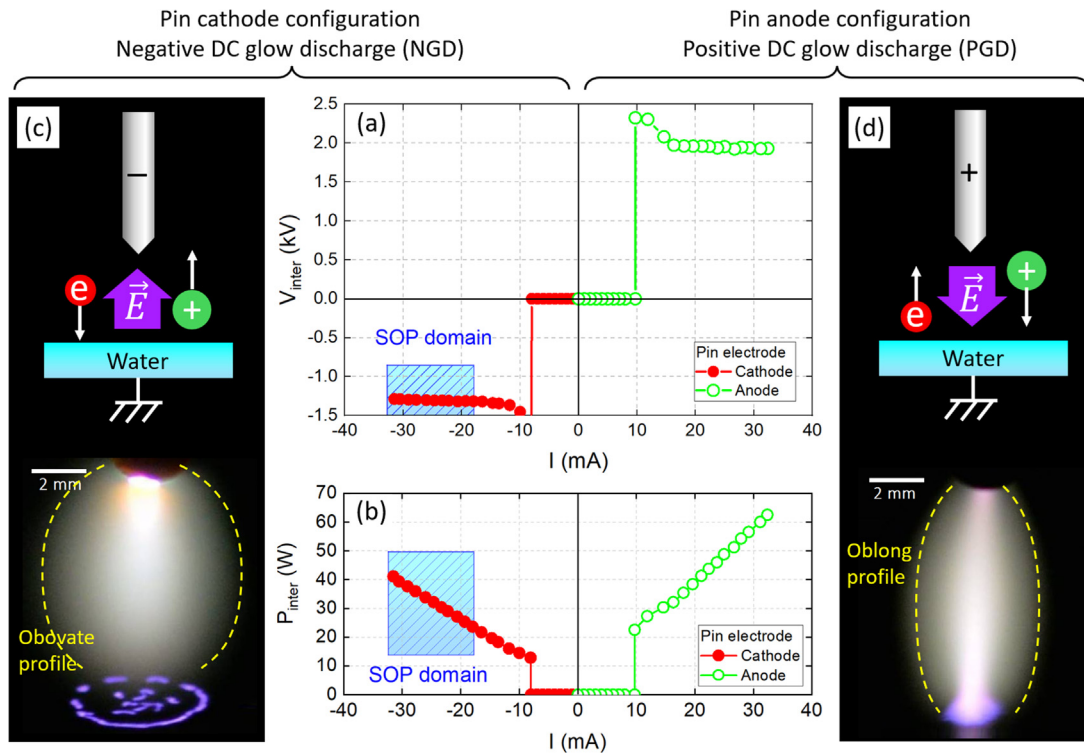 Pin cathode configuration
Negative DC glow discharge (NGD)
Pin anode configuration
Positive DC glow discharge (PGD)
(c)
−
e
E
+
Water
2 mm
Obovate
profile
(a)
2.5
2.0
1.5
1.0
0.5
0.0
-0.5
-1.0
-1.5
V_inter (kV)
SOP domain
Pin electrode
Cathode
Anode
-40 -30 -20 -10 0 10 20 30 40
I (mA)
(b)
70
60
50
40
30
20
10
0
P_inter (W)
SOP domain
Pin electrode
Cathode
Anode
-40 -30 -20 -10 0 10 20 30 40
I (mA)
(d)
+
e
E
+
Water
2 mm
Oblong
profile